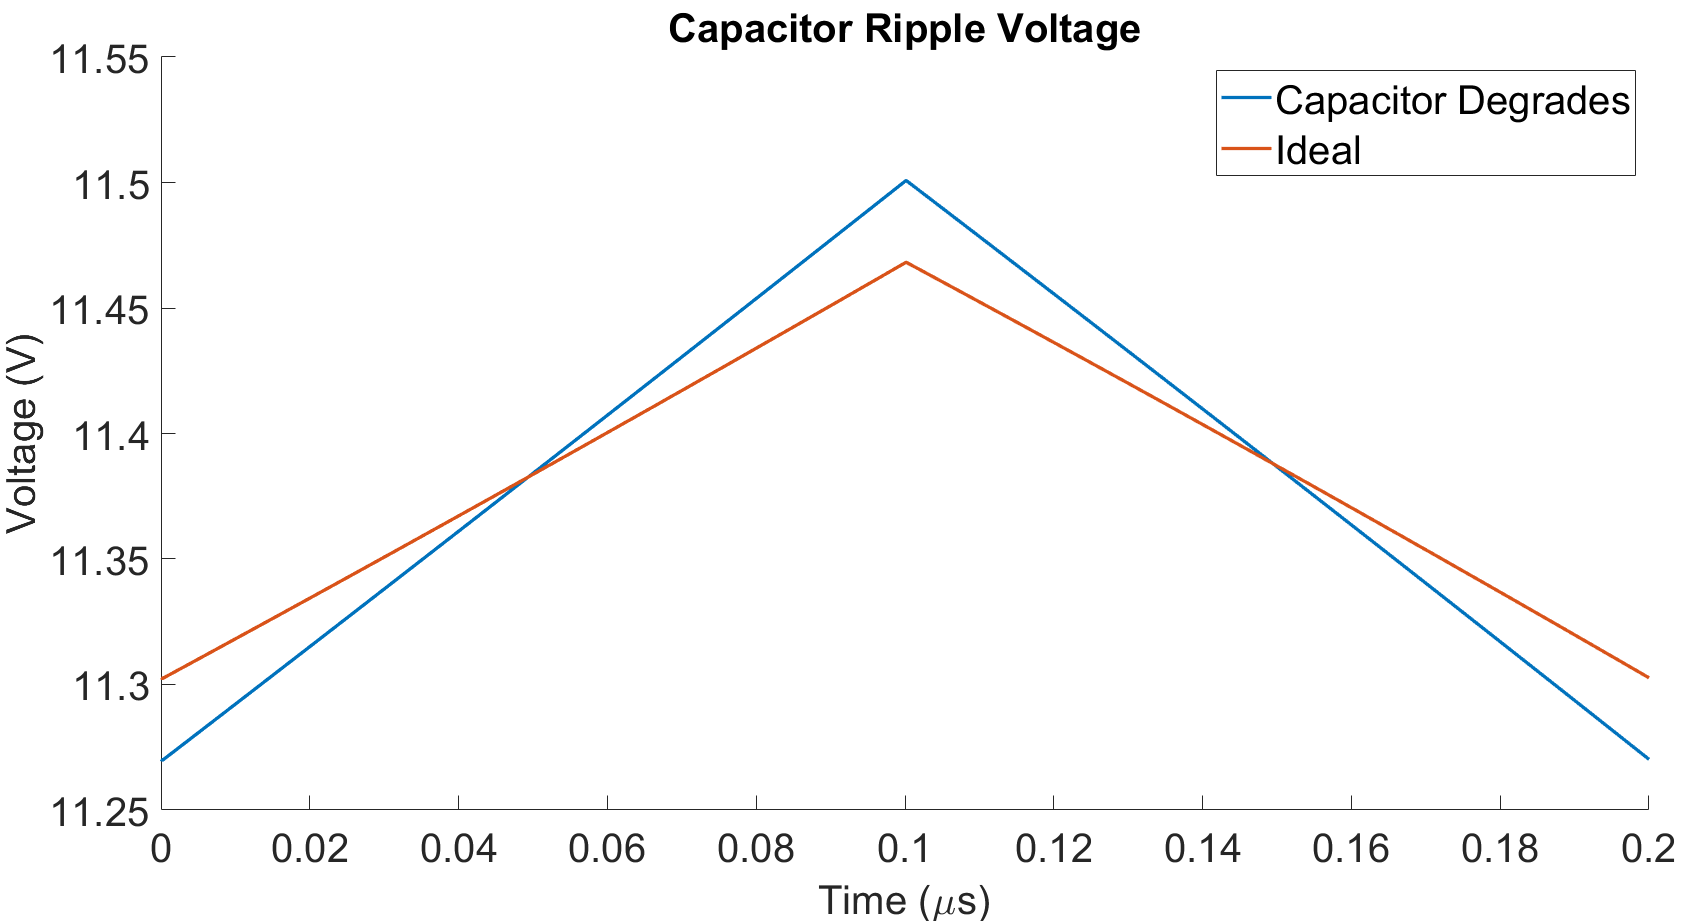 Capacitor Ripple Voltage
Capacitor Degrades
Ideal
11.55
11.5
11.45
11.4
11.35
11.3
11.25
Voltage (V)
0 0.02 0.04 0.06 0.08 0.1 0.12 0.14 0.16 0.18 0.2
Time (μs)